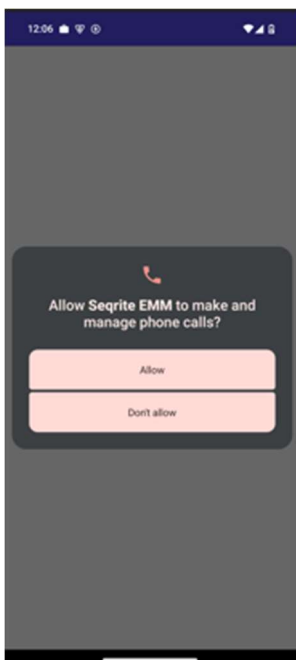 12:06
Allow Seqrite EMM to make and
manage phone calls?
Allow
Don't allow